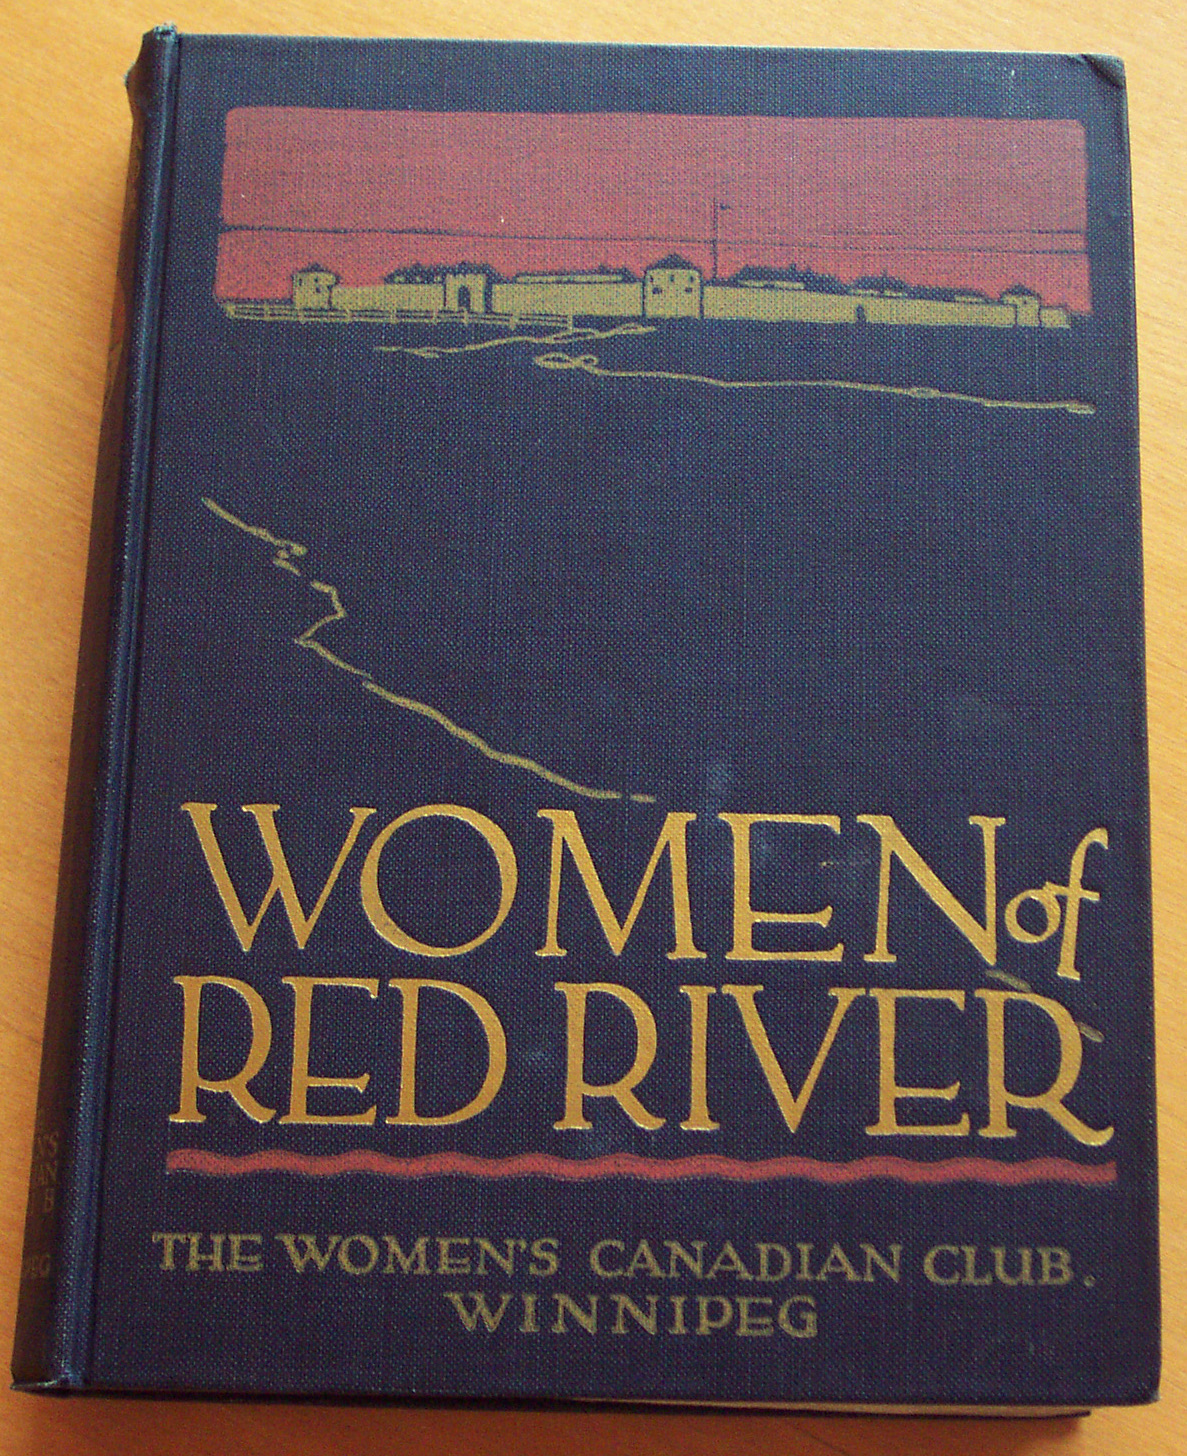 WOMEN of
RED RIVER
THE WOMEN'S CANADIAN CLUB.
WINNIPEG